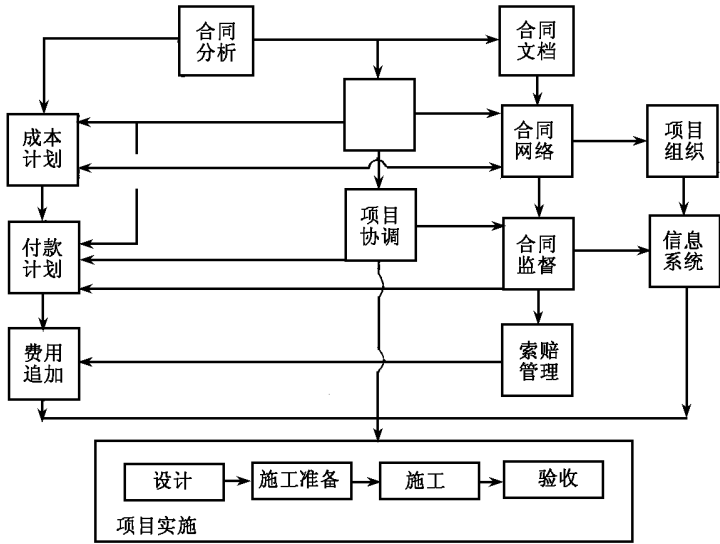 合同
分析
合同
文档
成本
计划
合同
网络
项目
组织
付款
计划
项目
协调
合同
监督
信息
系统
费用
追加
索赔
管理
设计
施工准备
施工
验收
项目实施